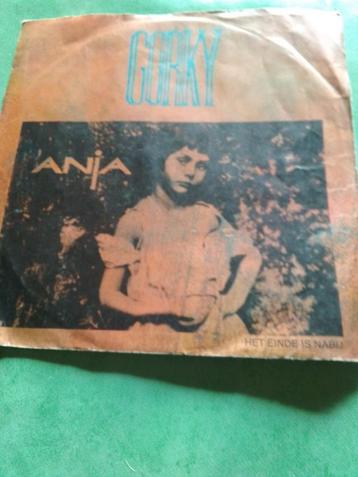 GORKY
ANjA
HET EINDE IS NABIJ